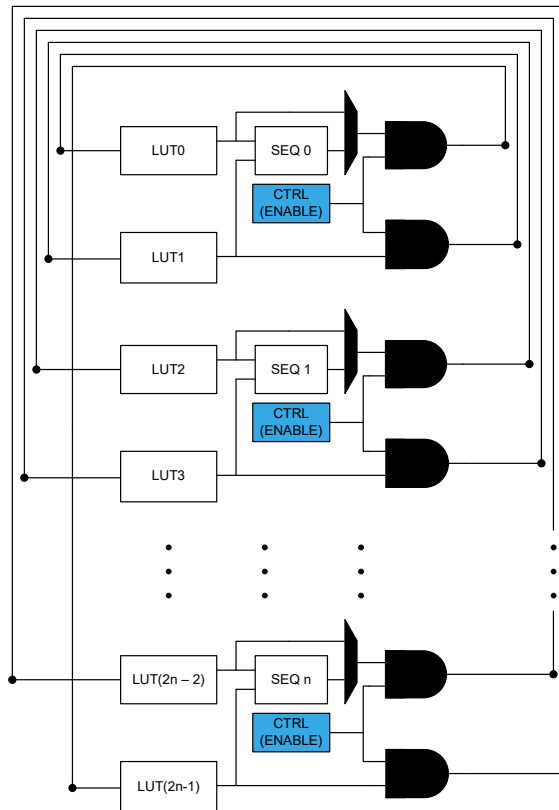 LUT0
SEQ 0
CTRL
(ENABLE)
LUT1
LUT2
SEQ 1
CTRL
(ENABLE)
LUT3
LUT(2n – 2)
SEQ n
CTRL
(ENABLE)
LUT(2n-1)